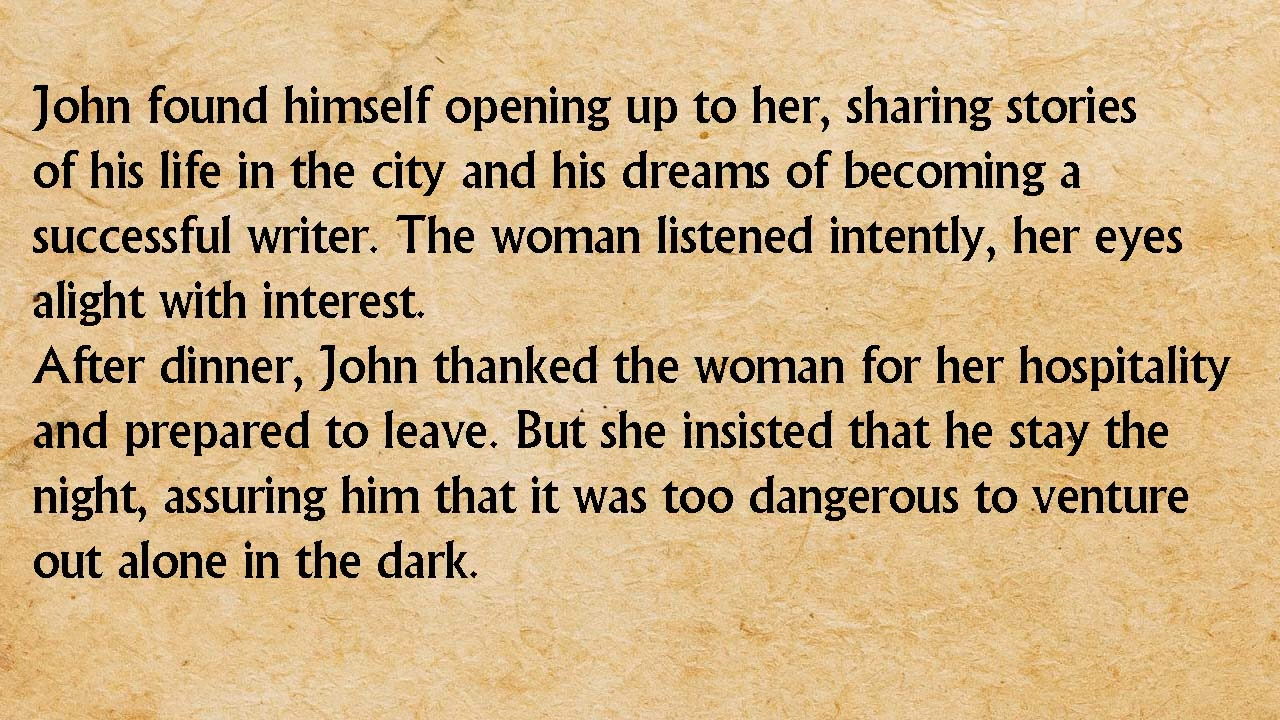 John found himself opening up to her, sharing stories
of his life in the city and his dreams of becoming a
successful writer. The woman listened intently, her eyes
alight with interest.
After dinner, John thanked the woman for her hospitality
and prepared to leave. But she insisted that he stay the
night, assuring him that it was too dangerous to venture
out alone in the dark.